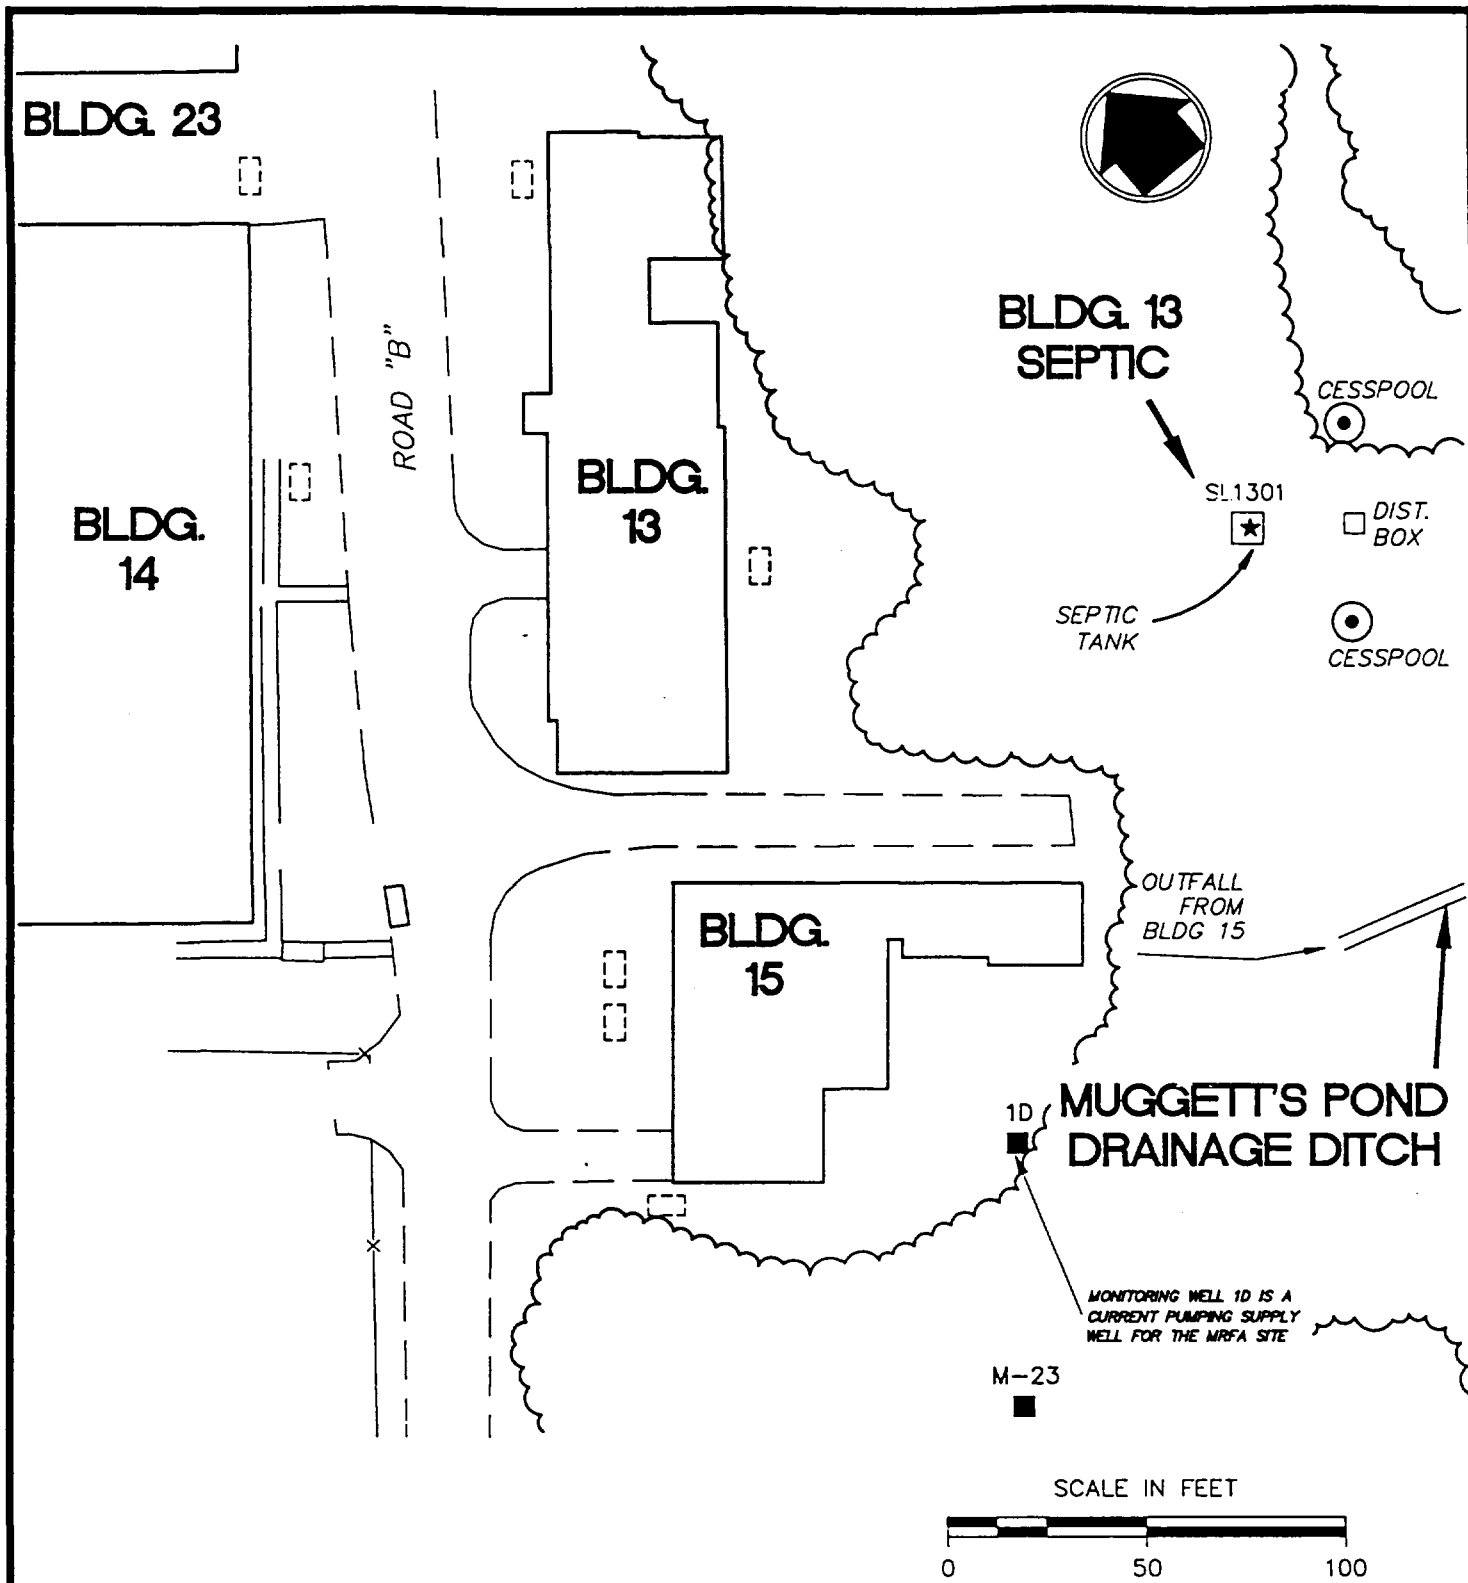 BLDG. 23
BLDG. 13
SEPTIC
ROAD "B"
CESSPOOL
BLDG.
13
SL1301
BLDG.
14
DIST.
BOX
SEPTIC
TANK
CESSPOOL
OUTFALL
FROM
BLDG 15
BLDG.
15
1D
MUGGETT'S POND
DRAINAGE DITCH
MONITORING WELL 1D IS A
CURRENT PUMPING SUPPLY
WELL FOR THE MRFA SITE
M-23
SCALE IN FEET
0 50 100